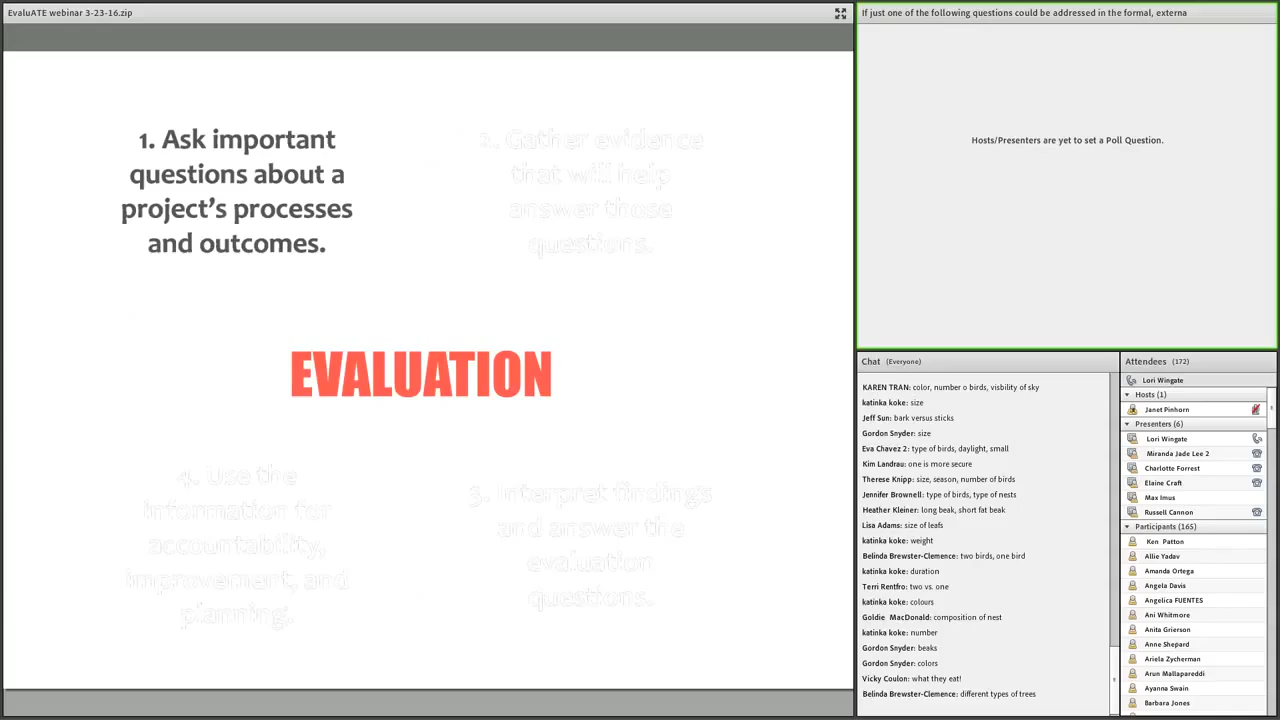 EvaluATE webinar 3-23-16.zip
1. Ask important
questions about a
project's processes
and outcomes.
2. Gather evidence
that will help
answer those
questions.
EVALUATION
4. Use the
information for
accountability,
improvement, and
planning.
3. Interpret findings
and answer the
evaluation
questions.
If just one of the following questions could be addressed in the formal, externa
Hosts/Presenters are yet to set a Poll Question.
Chat (Everyone)
KAREN TRAN: color, number o birds, visbility of sky
katinka koke: size
Jeff Sun: bark versus sticks
Gordon Snyder: size
Eva Chavez 2: type of birds, daylight, small
Kim Landrau: one is more secure
Therese Knipp: size, season, number of birds
Jennifer Brownell: type of birds, type of nests
Heather Kleiner: long beak, short fat beak
Lisa Adams: size of leafs
katinka koke: weight
Belinda Brewster-Clemence: two birds, one bird
katinka koke: duration
Terri Rentfro: two vs. one
katinka koke: colours
Goldie MacDonald: composition of nest
katinka koke: number
Gordon Snyder: beaks
Gordon Snyder: colors
Vicky Coulon: what they eat!
Belinda Brewster-Clemence: different types of trees
Attendees (172)
Lori Wingate
Hosts (1)
Janet Pinhorn
Presenters (6)
Lori Wingate
Miranda Jade Lee 2
Charlotte Forrest
Elaine Craft
Max Imus
Russell Cannon
Participants (165)
Ken Patton
Allie Yadav
Amanda Ortega
Angela Davis
Angelica FUENTES
Ani Whitmore
Anita Grierson
Anne Shepard
Ariela Zycherman
Arun Mallapareddi
Ayanna Swain
Barbara Jones